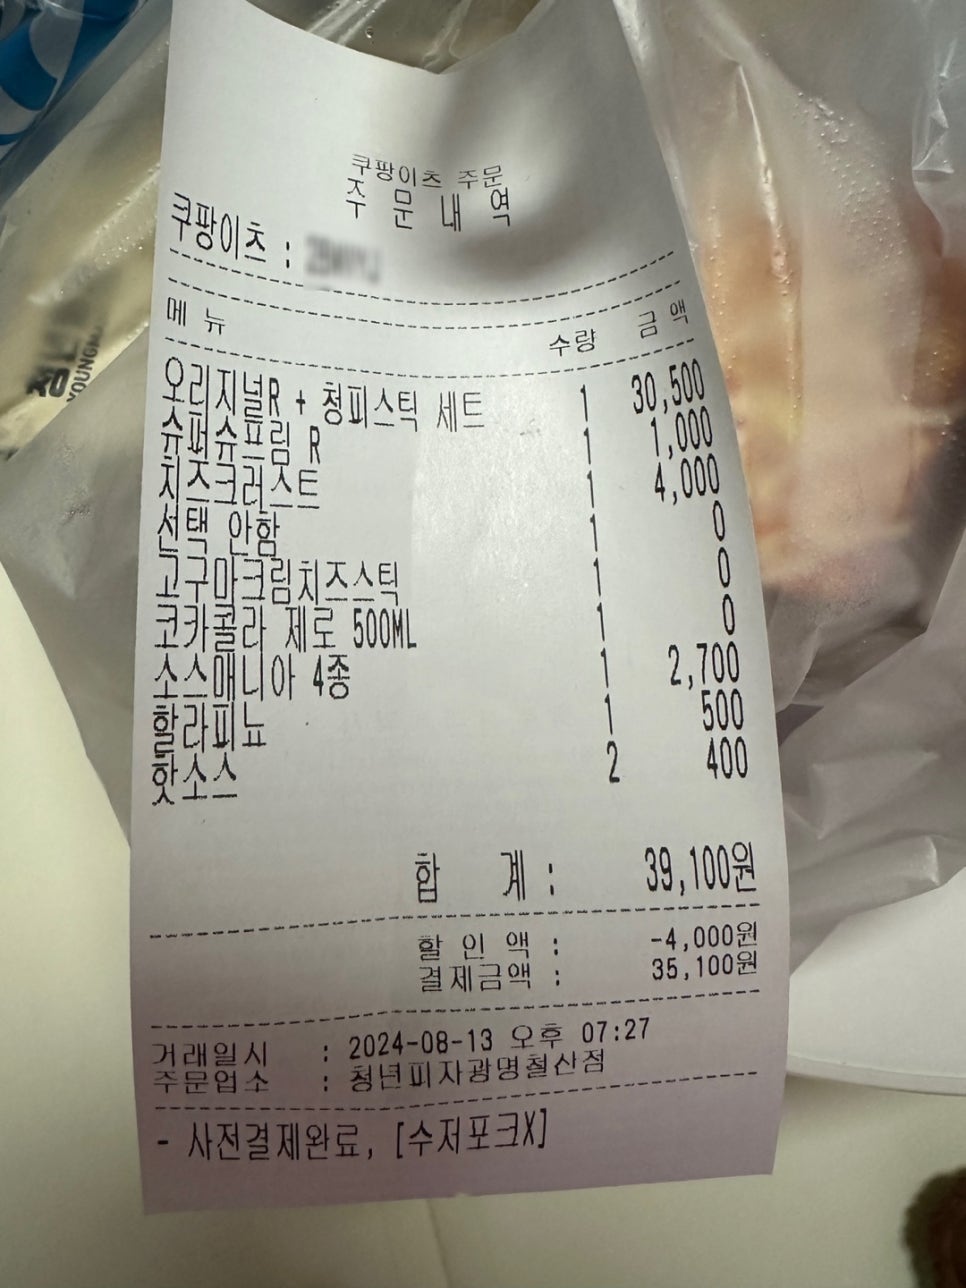 쿠팡이츠 주문
주 문 내 역
쿠팡이츠 :
메 뉴 수량 금 액
오리지널R + 청피스틱 세트 1 30,500
슈퍼슈프림 R 1 1,000
치즈크러스트 1 4,000
선택 안함 1 0
고구마크림치즈스틱 1 0
코카콜라 제로 500ML 1 0
소스매니아 4종 1 2,700
할라피뇨 1 500
핫소스 2 400
합 계 : 39,100원
할 인 액 : -4,000원
결제금액 : 35,100원
거래일시 : 2024-08-13 오후 07:27
주문업소 : 청년피자광명철산점
- 사전결제완료, [수저포크X]